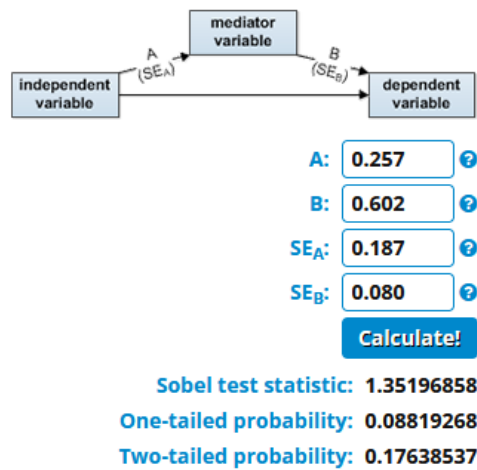 mediator
variable
A
(SEA)
B
(SEB)
independent
variable
dependent
variable
A: 0.257 ?
B: 0.602 ?
SEA: 0.187 ?
SEB: 0.080 ?
Calculate!
Sobel test statistic: 1.35196858
One-tailed probability: 0.08819268
Two-tailed probability: 0.17638537